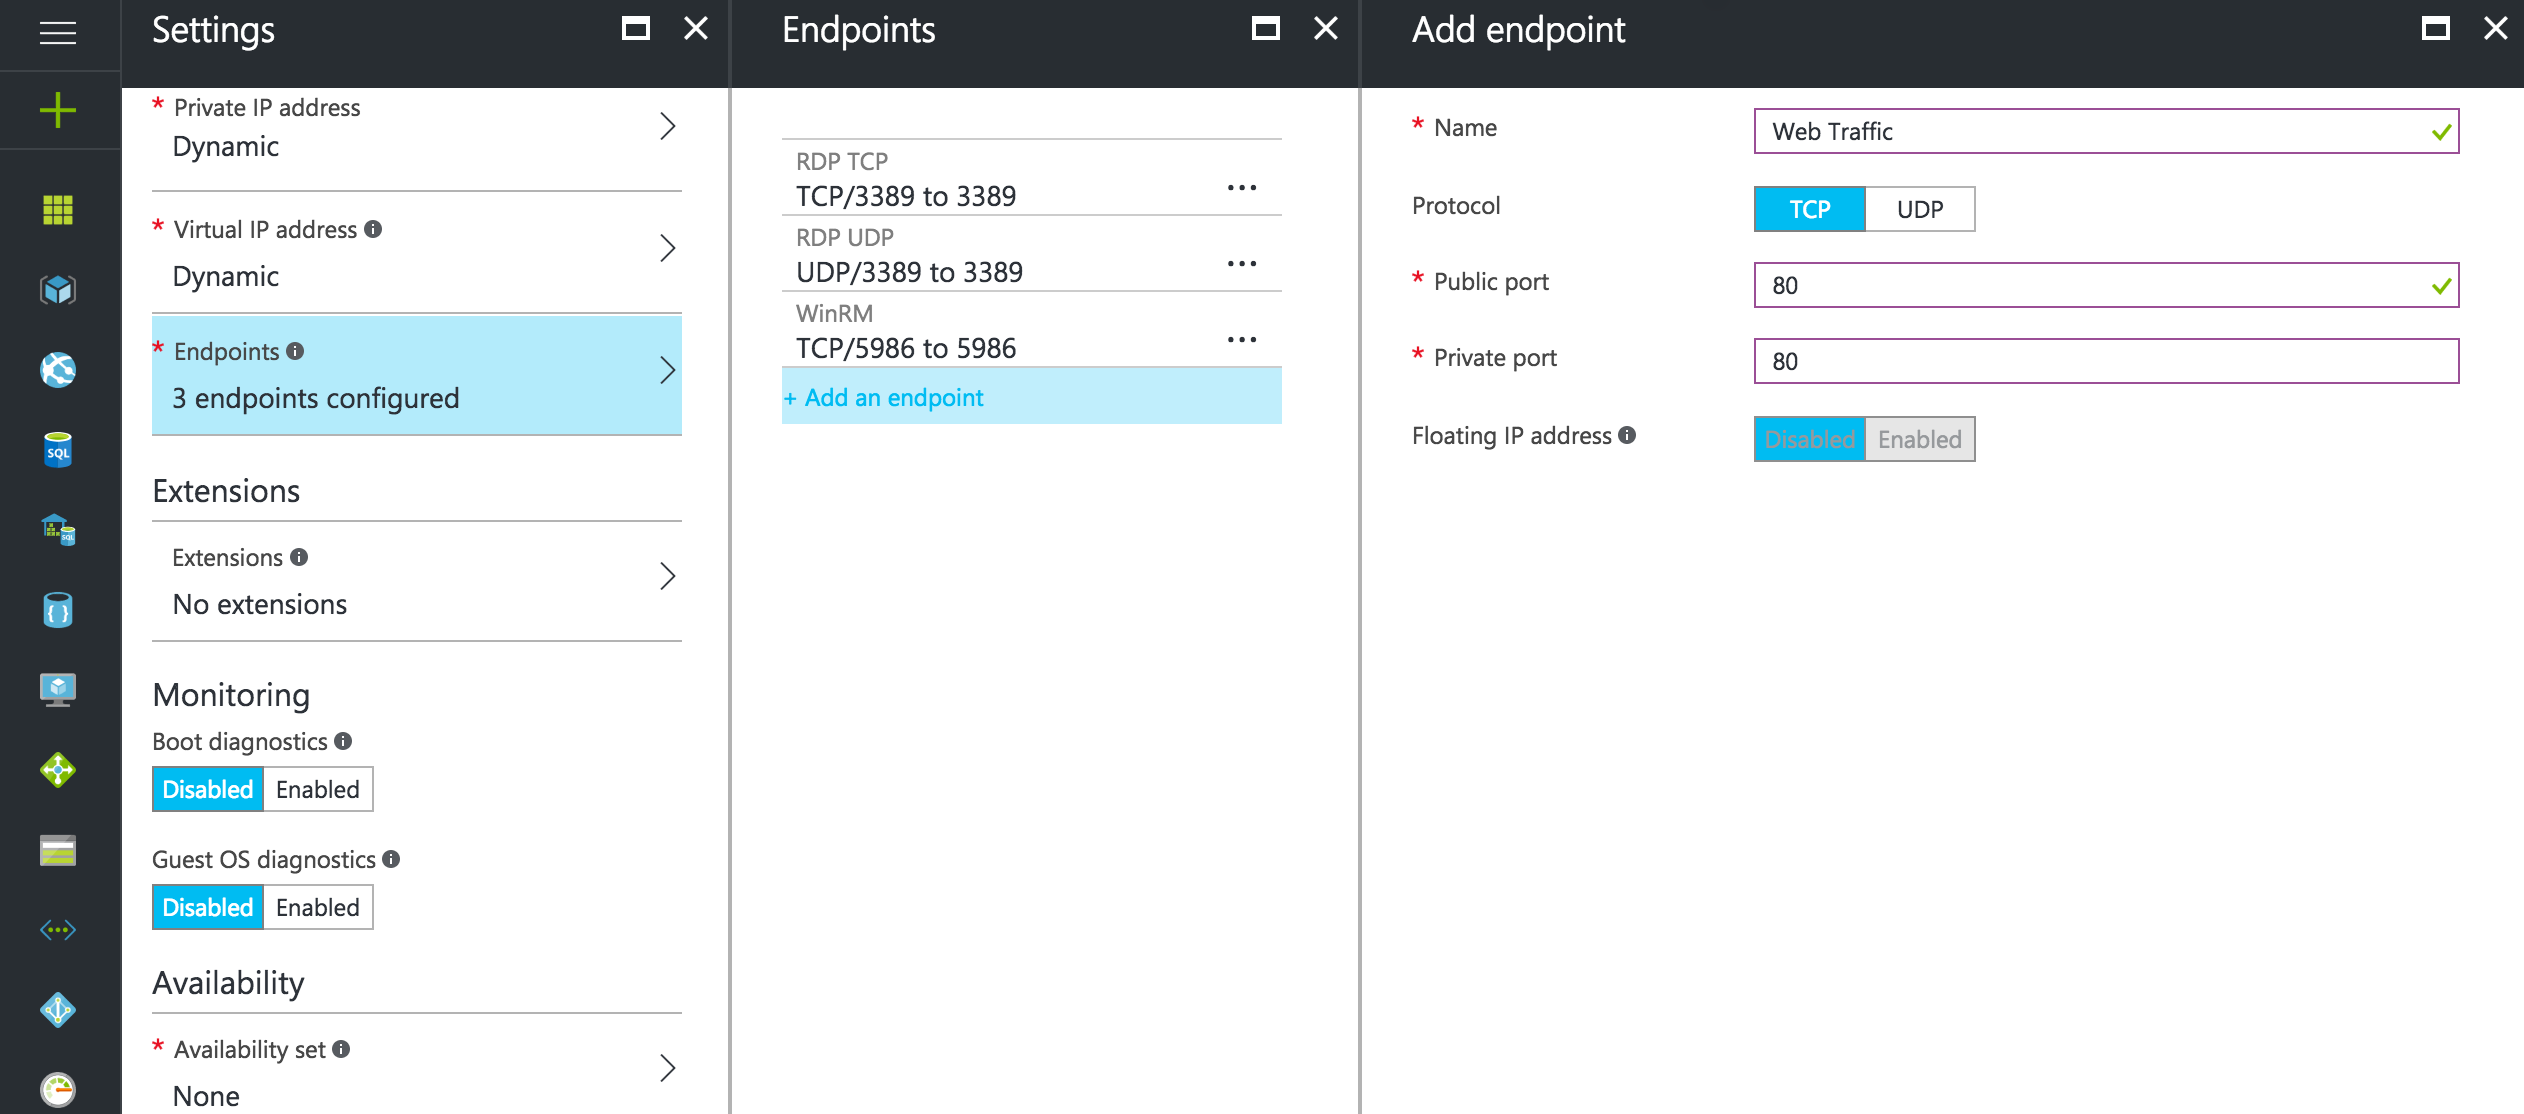 Settings
* Private IP address
Dynamic
* Virtual IP address
Dynamic
* Endpoints
3 endpoints configured
Extensions
Extensions
No extensions
Monitoring
Boot diagnostics
Disabled Enabled
Guest OS diagnostics
Disabled Enabled
Availability
* Availability set
None
Endpoints
RDP TCP
TCP/3389 to 3389
RDP UDP
UDP/3389 to 3389
WinRM
TCP/5986 to 5986
+ Add an endpoint
Add endpoint
* Name
Web Traffic
Protocol
TCP UDP
* Public port
80
* Private port
80
Floating IP address
Disabled Enabled
SQL
SQL